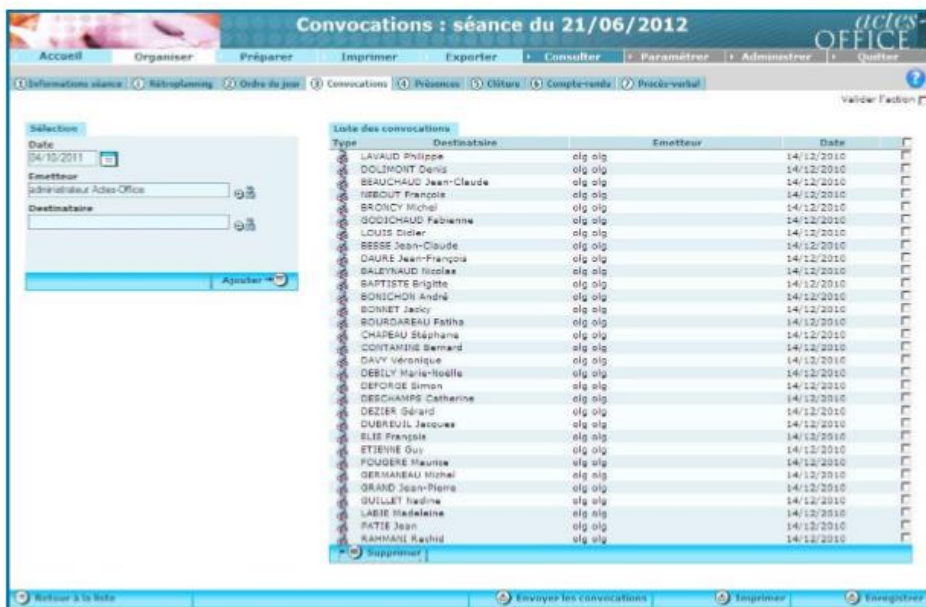 Convocations : séance du 21/06/2012
actes-OFFICE
Accueil Organiser Préparer Imprimer Exporter Consulter Paramétrer Administrer Quitter
① Informations séance ② Rétroplanning ② Ordre du jour ③ Convocations ④ Présences ⑤ Clôture ⑥ Compte-rendu ⑦ Procès-verbal
?
Valider l'action
Sélection
Date
04/10/2011
Emetteur
administrateur Actes-Office
Destinataire
Ajouter
Liste des convocations
Type Destinataire Emetteur Date
LAVAUD Philippe olg olg 14/12/2010
DOLIMONT Denis olg olg 14/12/2010
BEAUCHAUD Jean-Claude olg olg 14/12/2010
NEBOUT François olg olg 14/12/2010
BRONCY Michel olg olg 14/12/2010
GODICHAUD Fabienne olg olg 14/12/2010
LOUIS Didier olg olg 14/12/2010
BESSE Jean-Claude olg olg 14/12/2010
DAURE Jean-François olg olg 14/12/2010
BALEYNAUD Nicolas olg olg 14/12/2010
BAPTISTE Brigitte olg olg 14/12/2010
BONICHON André olg olg 14/12/2010
BONNET Jacky olg olg 14/12/2010
BOURDAREAU Fatiha olg olg 14/12/2010
CHAPEAU Stéphane olg olg 14/12/2010
CONTAMINE Bernard olg olg 14/12/2010
DAVY Véronique olg olg 14/12/2010
DEBILY Marie-Noëlle olg olg 14/12/2010
DEFORGE Simon olg olg 14/12/2010
DESCHAMPS Catherine olg olg 14/12/2010
DEZIER Gérard olg olg 14/12/2010
DUBREUIL Jacques olg olg 14/12/2010
ELIE François olg olg 14/12/2010
ETIENNE Guy olg olg 14/12/2010
FOUGERE Maurice olg olg 14/12/2010
GERMANEAU Michel olg olg 14/12/2010
GRAND Jean-Pierre olg olg 14/12/2010
GUILLET Nadine olg olg 14/12/2010
LABIE Madeleine olg olg 14/12/2010
PATIE Jean olg olg 14/12/2010
RAHMANI Rachid olg olg 14/12/2010
Supprimer
Retour à la liste Envoyer les convocations Imprimer Enregistrer